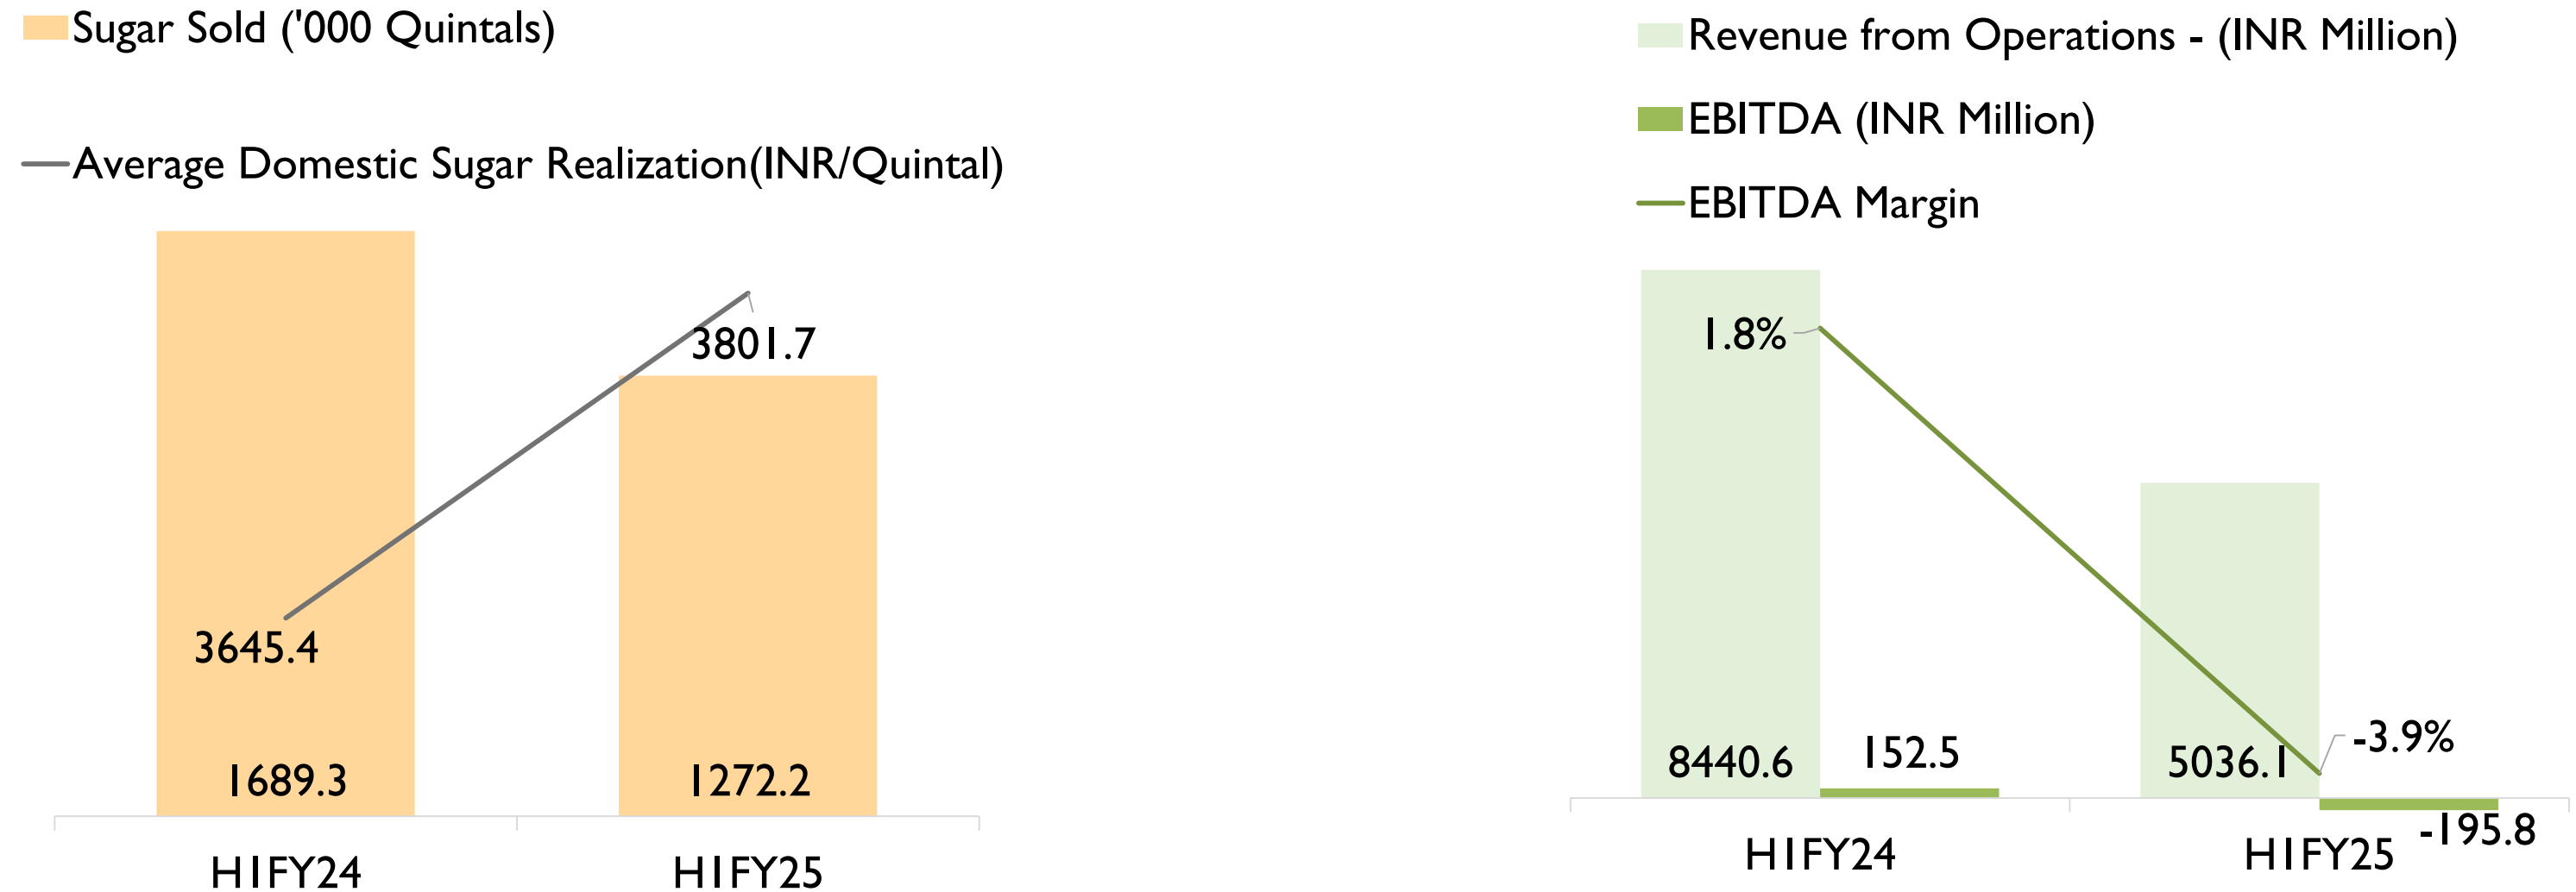 Sugar Sold ('000 Quintals)
Average Domestic Sugar Realization(INR/Quintal)
3801.7
3645.4
1689.3
1272.2
H1FY24
H1FY25
Revenue from Operations - (INR Million)
EBITDA (INR Million)
EBITDA Margin
1.8%
-3.9%
8440.6
152.5
5036.1
-195.8
H1FY24
H1FY25